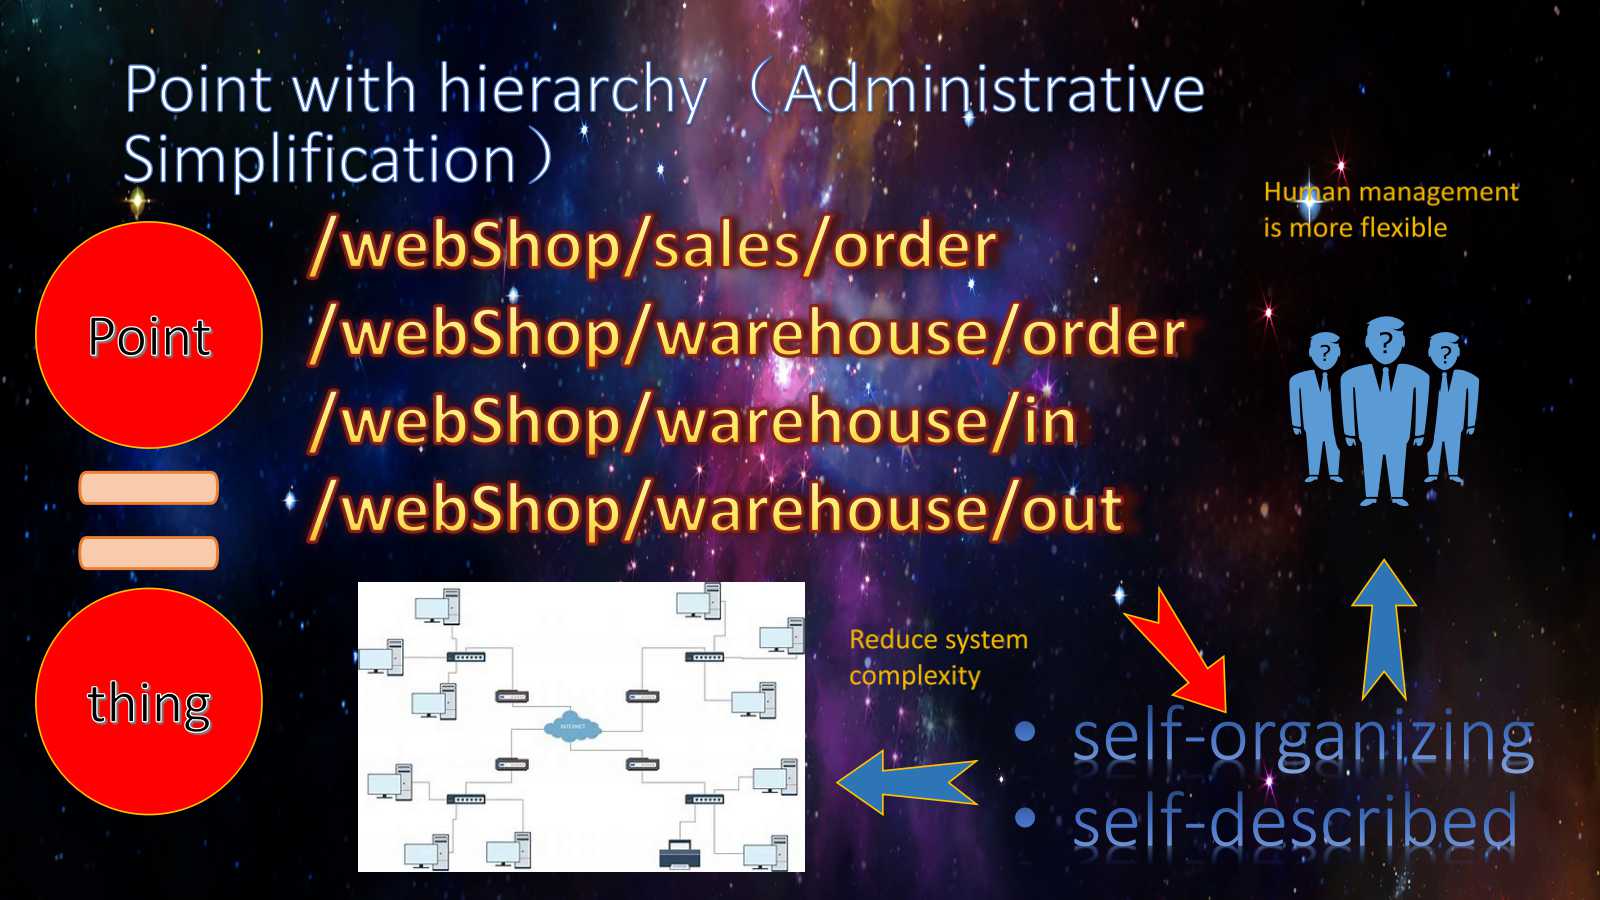 Point with hierarchy（Administrative
Simplification）
Human management
is more flexible
/webShop/sales/order
/webShop/warehouse/order
/webShop/warehouse/in
/webShop/warehouse/out
Point
thing
? ? ?
INTERNET
Reduce system
complexity
• self-organizing
• self-described